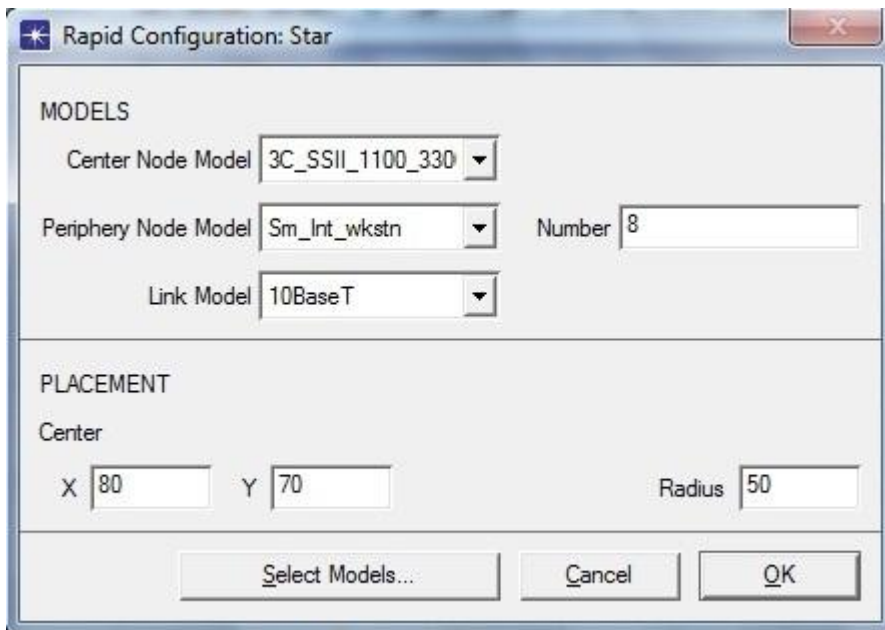 Rapid Configuration: Star
MODELS
Center Node Model 3C_SSII_1100_330
Periphery Node Model Sm_Int_wkstn Number 8
Link Model 10BaseT
PLACEMENT
Center
X 80 Y 70 Radius 50
Select Models... Cancel OK